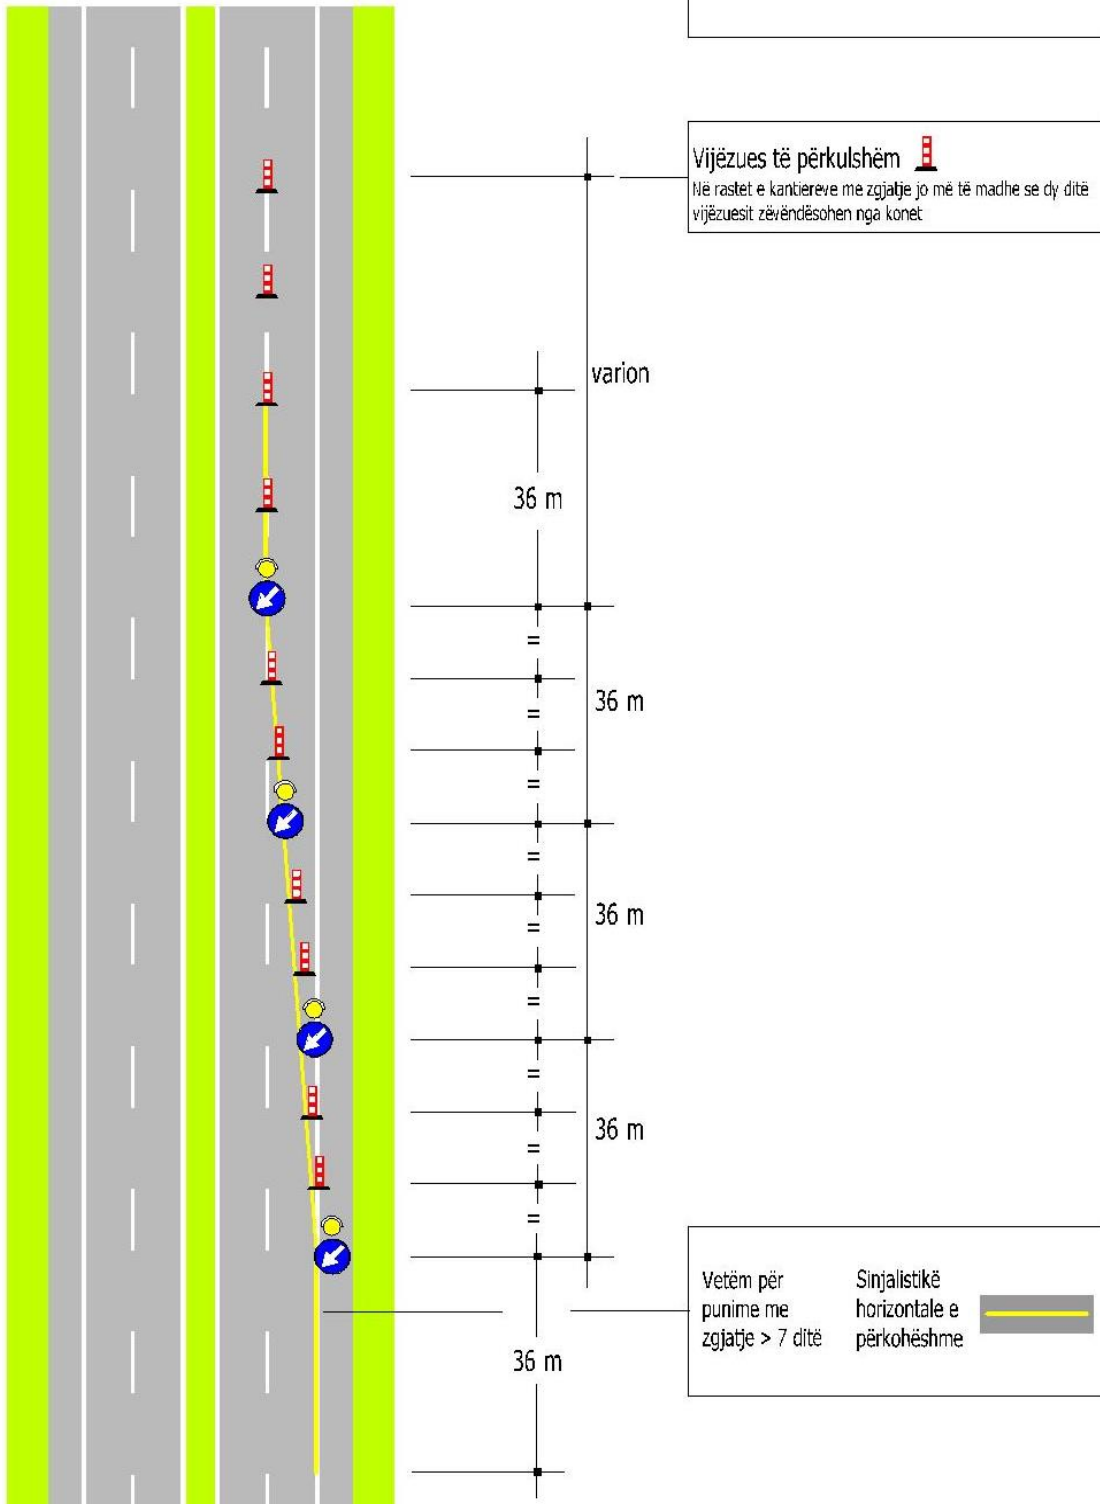 Vijëzues të përkulshëm
Në rastet e kantiereve me zgjatje jo më të madhe se dy ditë
vijëzuesit zëvëndësohen nga konet
varion
36 m
=
=
36 m
=
=
36 m
=
=
=
36 m
=
=
Vetëm për
punime me
zgjatje > 7 ditë
Sinjalistikë
horizontale e
përkohëshme
36 m